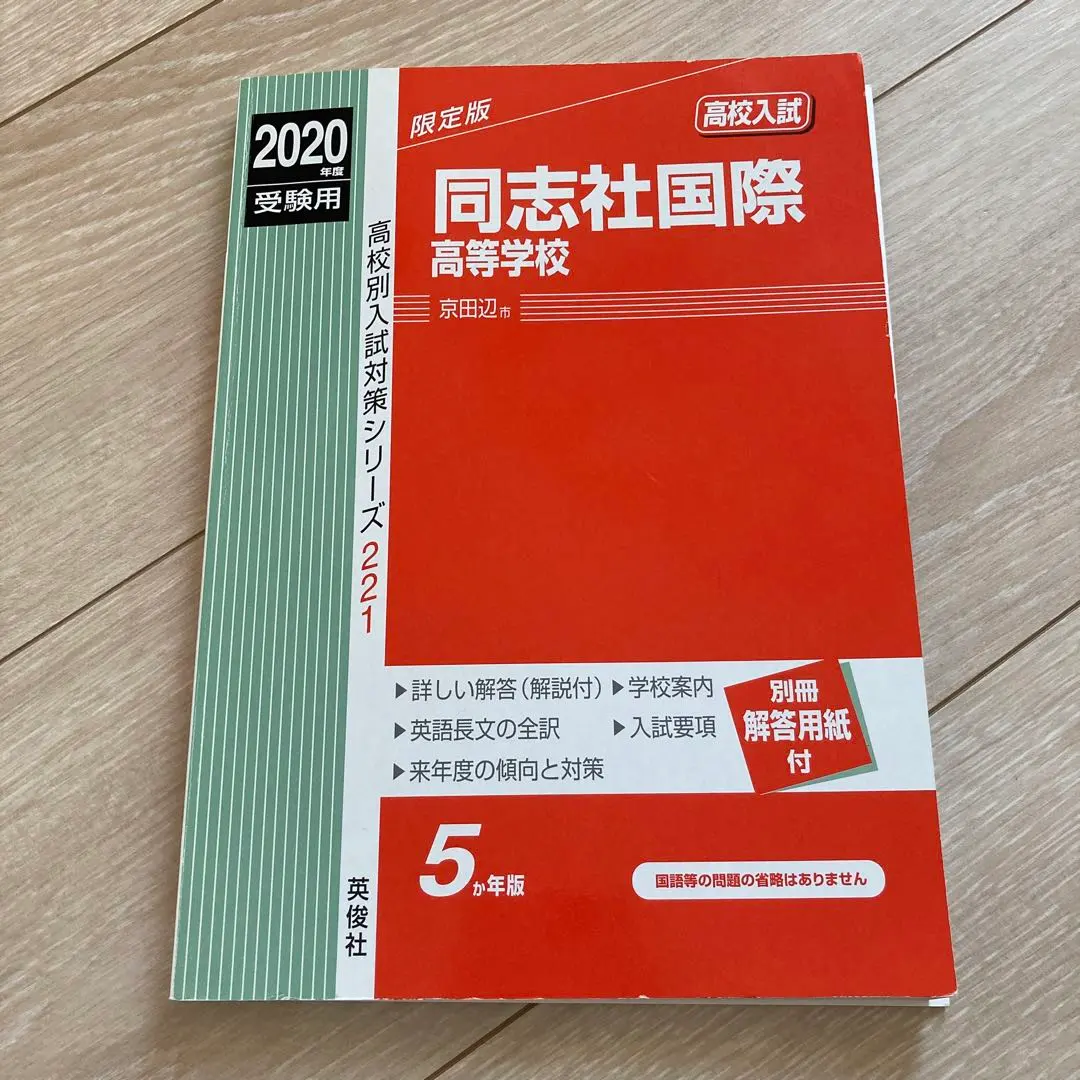 2020
年度
受験用
高校別入試対策シリーズ221
英俊社
限定版
高校入試
同志社国際
高等学校
京田辺市
▶詳しい解答(解説付)
▶学校案内
▶英語長文の全訳
▶入試要項
▶来年度の傾向と対策
別冊
解答用紙
付
5か年版
国語等の問題の省略はありません